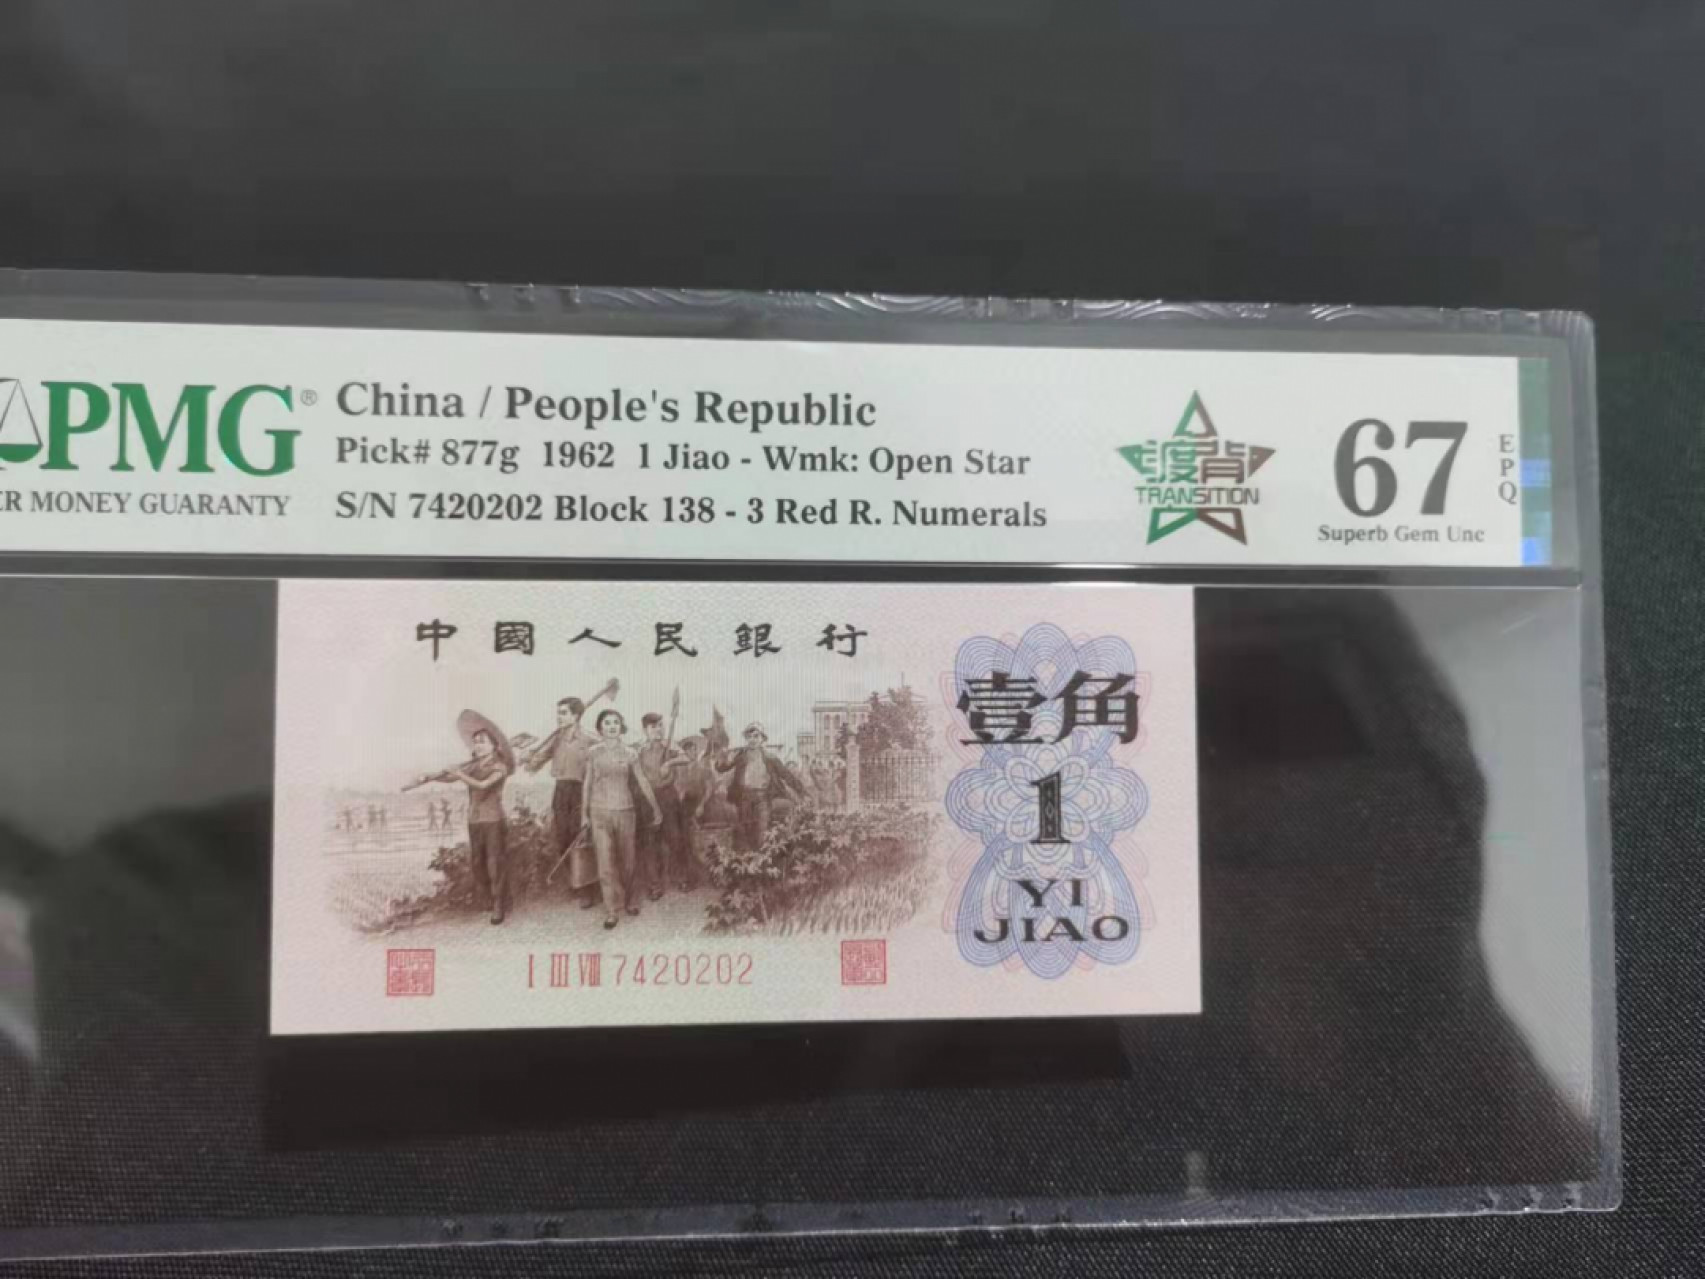 PMG®
ER MONEY GUARANTY
China / People's Republic
Pick# 877g 1962 1 Jiao - Wmk: Open Star
S/N 7420202 Block 138 - 3 Red R. Numerals
渡背
TRANSITION
67
EPQ
Superb Gem Unc
中國人民銀行
壹角
1
YI
JIAO
I III VIII 7420202